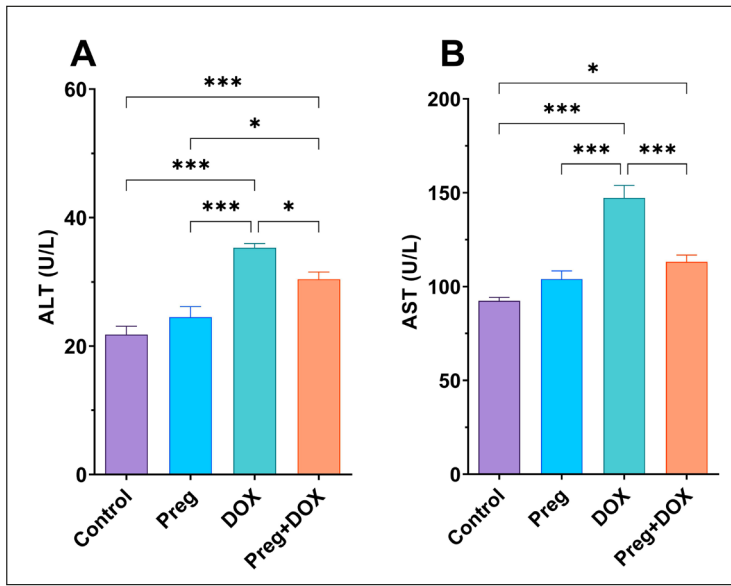 A
***
*
***
*** *
60
40
20
0
ALT (U/L)
Control
Preg
DOX
Preg+DOX
B
*
***
*** ***
200
150
100
50
0
AST (U/L)
Control
Preg
DOX
Preg+DOX